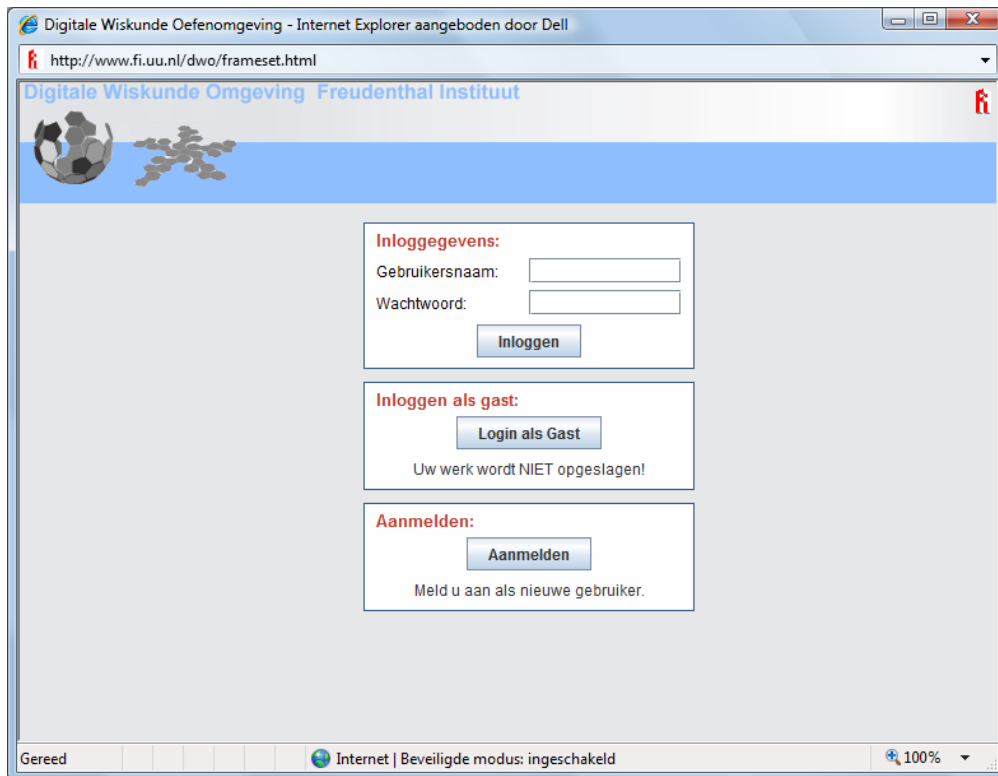 Digitale Wiskunde Oefenomgeving - Internet Explorer aangeboden door Dell
http://www.fi.uu.nl/dwo/frameset.html
Digitale Wiskunde Omgeving Freudenthal Instituut
fi
Inloggegevens:
Gebruikersnaam:
Wachtwoord:
Inloggen
Inloggen als gast:
Login als Gast
Uw werk wordt NIET opgeslagen!
Aanmelden:
Aanmelden
Meld u aan als nieuwe gebruiker.
Gereed
Internet | Beveiligde modus: ingeschakeld
100%